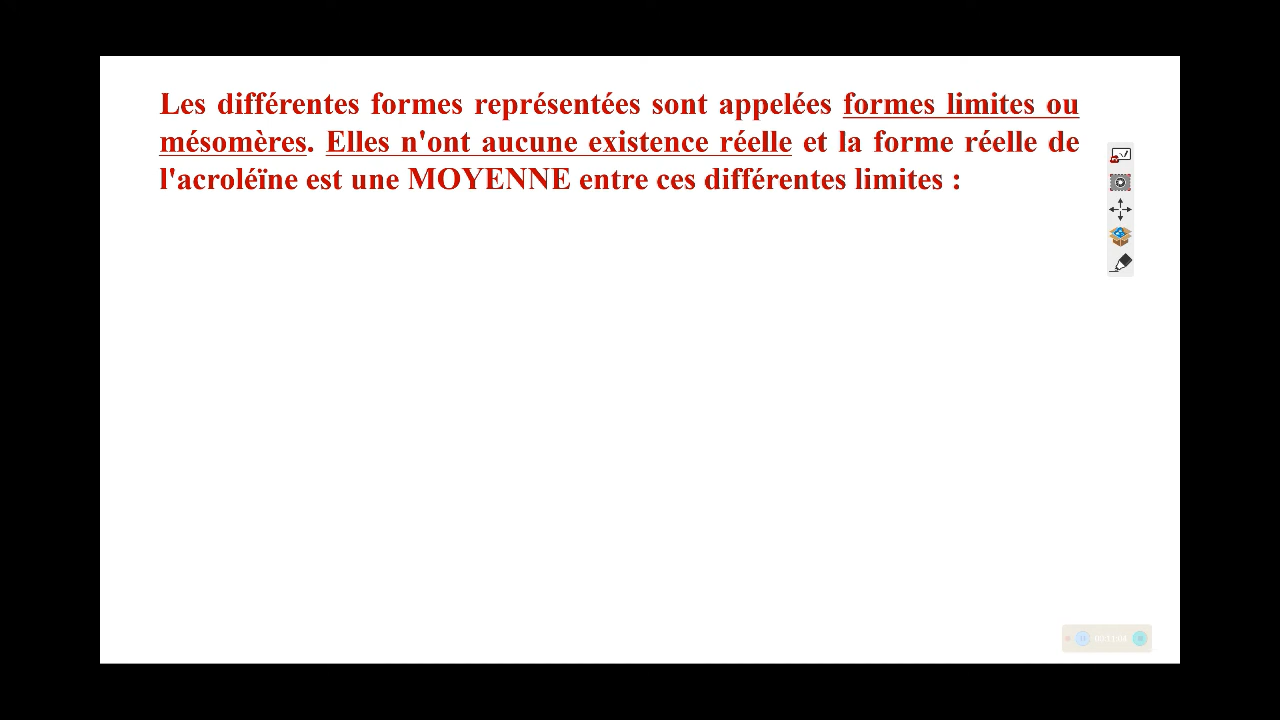 Les différentes formes représentées sont appelées formes limites ou
mésomères. Elles n'ont aucune existence réelle et la forme réelle de
l'acroléïne est une MOYENNE entre ces différentes limites :